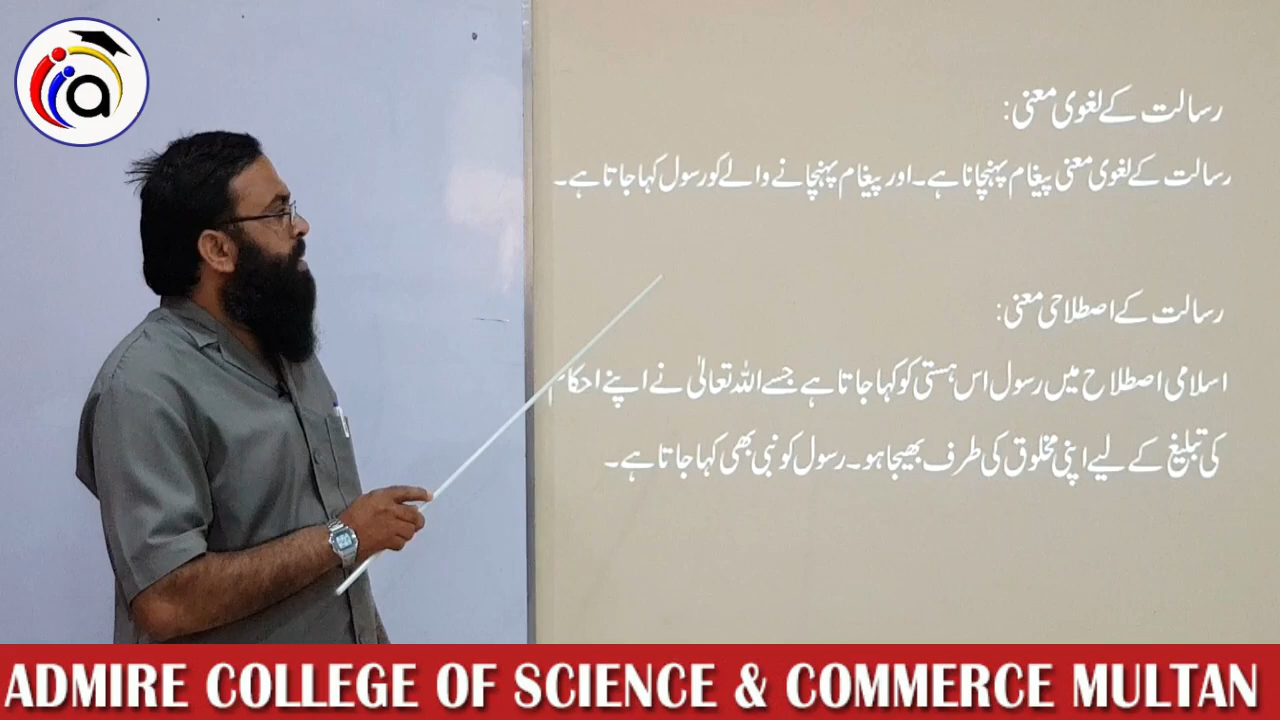 رسالت کے لغوی معنی:
رسالت کے لغوی معنی پیغام پہنچانا ہے۔ اور پیغام پہنچانے والے کو رسول کہا جاتا ہے۔
رسالت کے اصطلاحی معنی:
اسلامی اصطلاح میں رسول اس ہستی کو کہا جاتا ہے جسے اللہ تعالیٰ نے اپنے احکام
کی تبلیغ کے لیے اپنی مخلوق کی طرف بھیجا ہو۔ رسول کو نبی بھی کہا جاتا ہے۔
a
ADMIRE COLLEGE OF SCIENCE & COMMERCE MULTAN